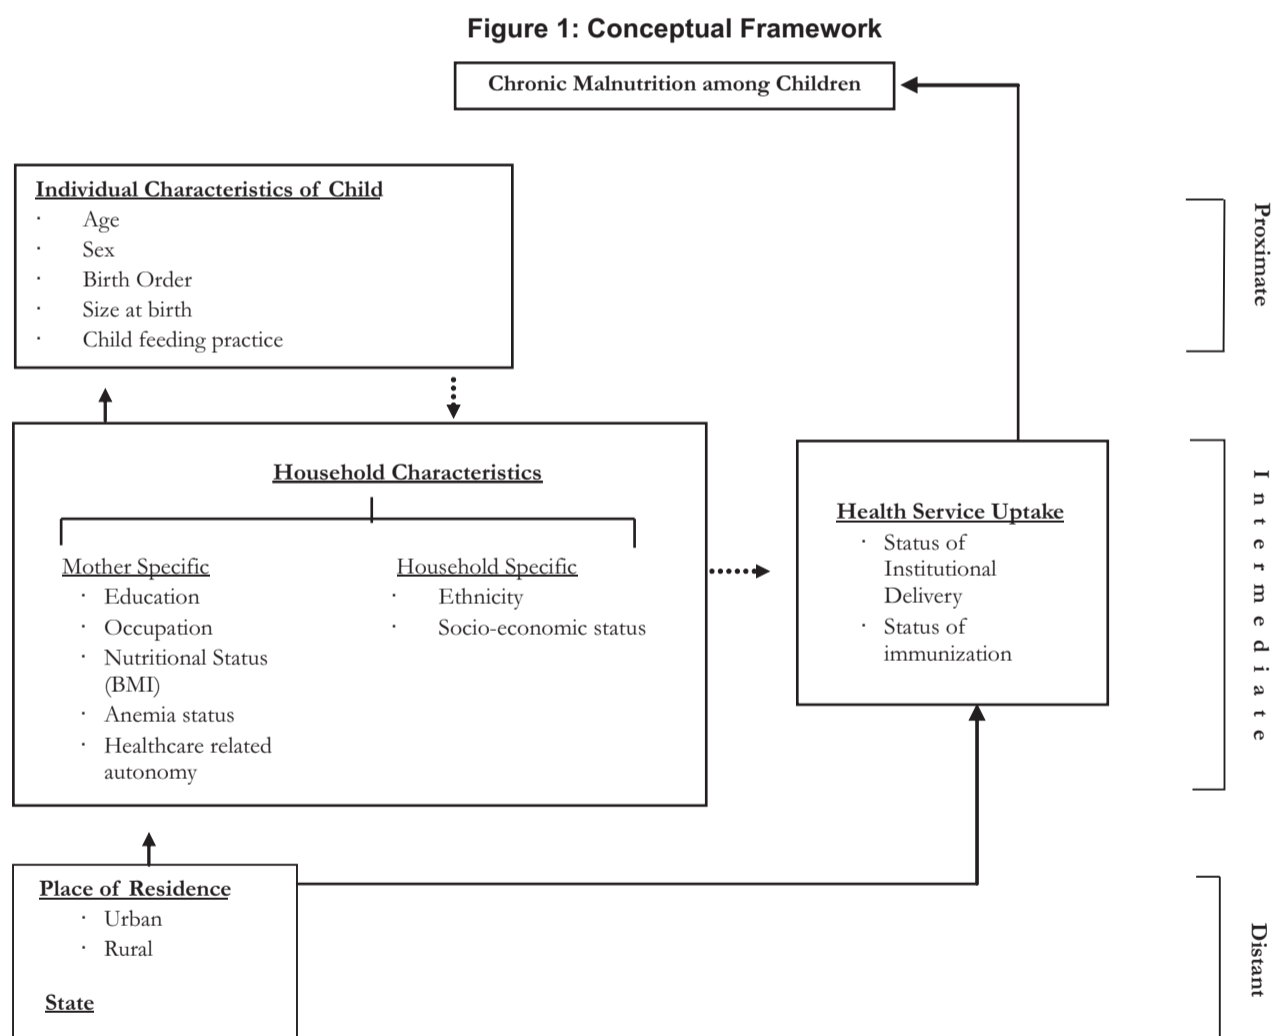 Figure 1: Conceptual Framework
Chronic Malnutrition among Children
Individual Characteristics of Child
· Age
· Sex
· Birth Order
· Size at birth
· Child feeding practice
Proximate
Household Characteristics
Mother Specific
· Education
· Occupation
· Nutritional Status
(BMI)
· Anemia status
· Healthcare related
autonomy
Household Specific
· Ethnicity
· Socio-economic status
Health Service Uptake
· Status of
Institutional
Delivery
· Status of
immunization
Intermediate
Place of Residence
· Urban
· Rural
State
Distant